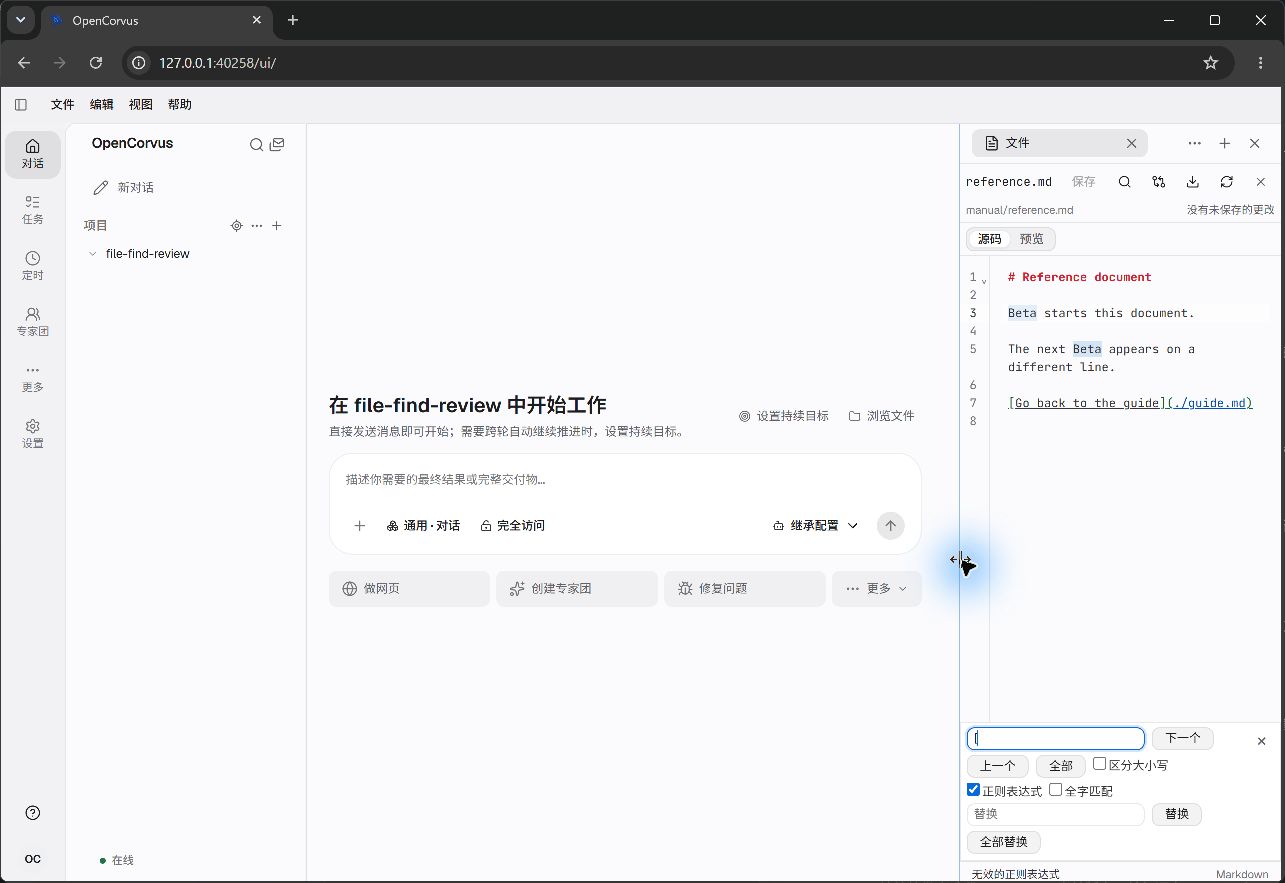 OpenCorvus
127.0.0.1:40258/ui/
文件 编辑 视图 帮助
对话
任务
定时
专家团
更多
设置
OC
OpenCorvus
新对话
项目
file-find-review
在线
在 file-find-review 中开始工作
直接发送消息即可开始；需要跨轮自动继续推进时，设置持续目标。
设置持续目标 浏览文件
描述你需要的最终结果或完整交付物...
通用 · 对话 完全访问 继承配置
做网页 创建专家团 修复问题 更多
文件
reference.md 保存
manual/reference.md 没有未保存的更改
源码 预览
1 # Reference document
2
3 Beta starts this document.
4
5 The next Beta appears on a
different line.
6
7 [Go back to the guide](./guide.md)
8
[ 下一个
上一个 全部 区分大小写
正则表达式 全字匹配
替换 替换
全部替换
无效的正则表达式 Markdown